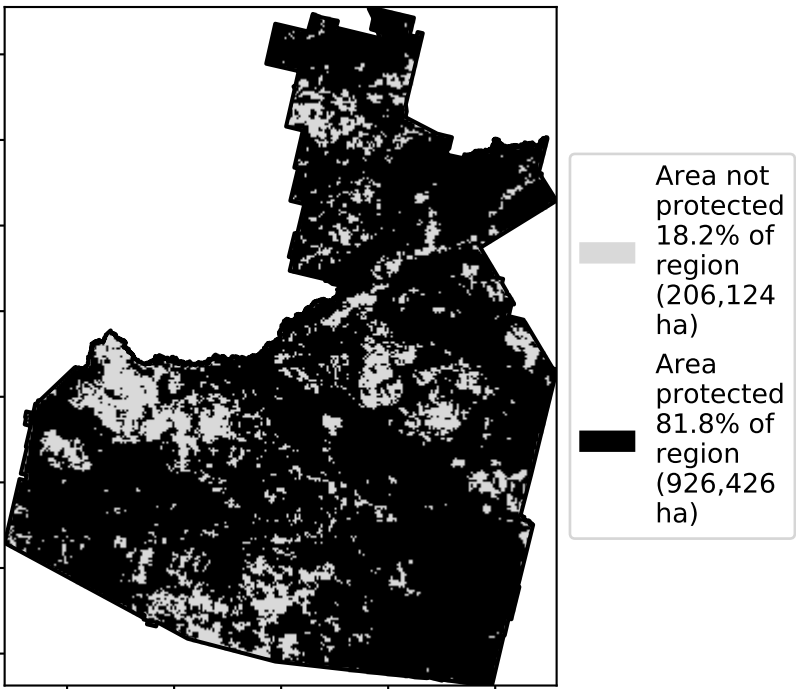 Area not
protected
18.2% of
region
(206,124
ha)
Area
protected
81.8% of
region
(926,426
ha)